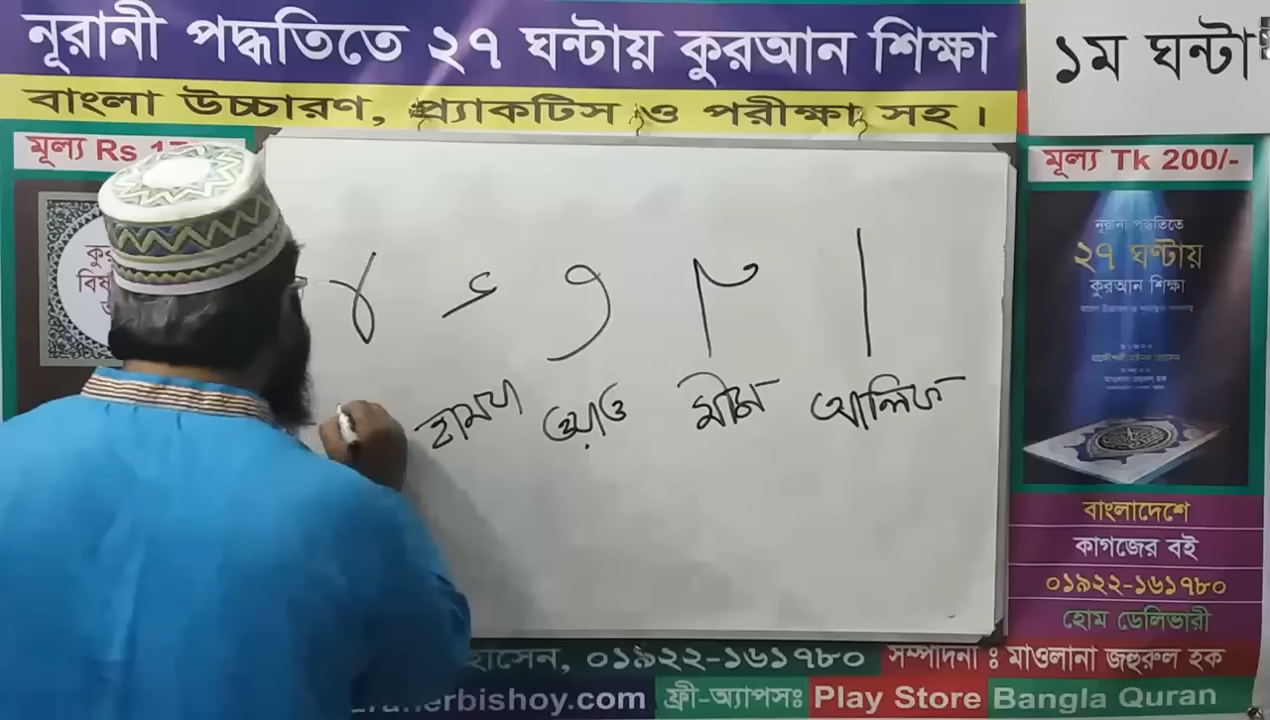 নূরানী পদ্ধতিতে ২৭ ঘন্টায় কুরআন শিক্ষা
বাংলা উচ্চারণ, প্র্যাকটিস ও পরীক্ষা সহ।
১ম ঘন্টা
মূল্য Rs
মূল্য Tk 200/-
নূরানী পদ্ধতিতে
২৭ ঘন্টায়
কুরআন শিক্ষা
ا م و ء
হামযা ওয়াও মীম আলিফ
বাংলাদেশে
কাগজের বই
০১৯২২-১৬১৭৮০
হোম ডেলিভারী
০১৯২২-১৬১৭৮০ সম্পাদনা ঃ মাওলানা জহুরুল হক
ফ্রী-অ্যাপসঃ Play Store Bangla Quran